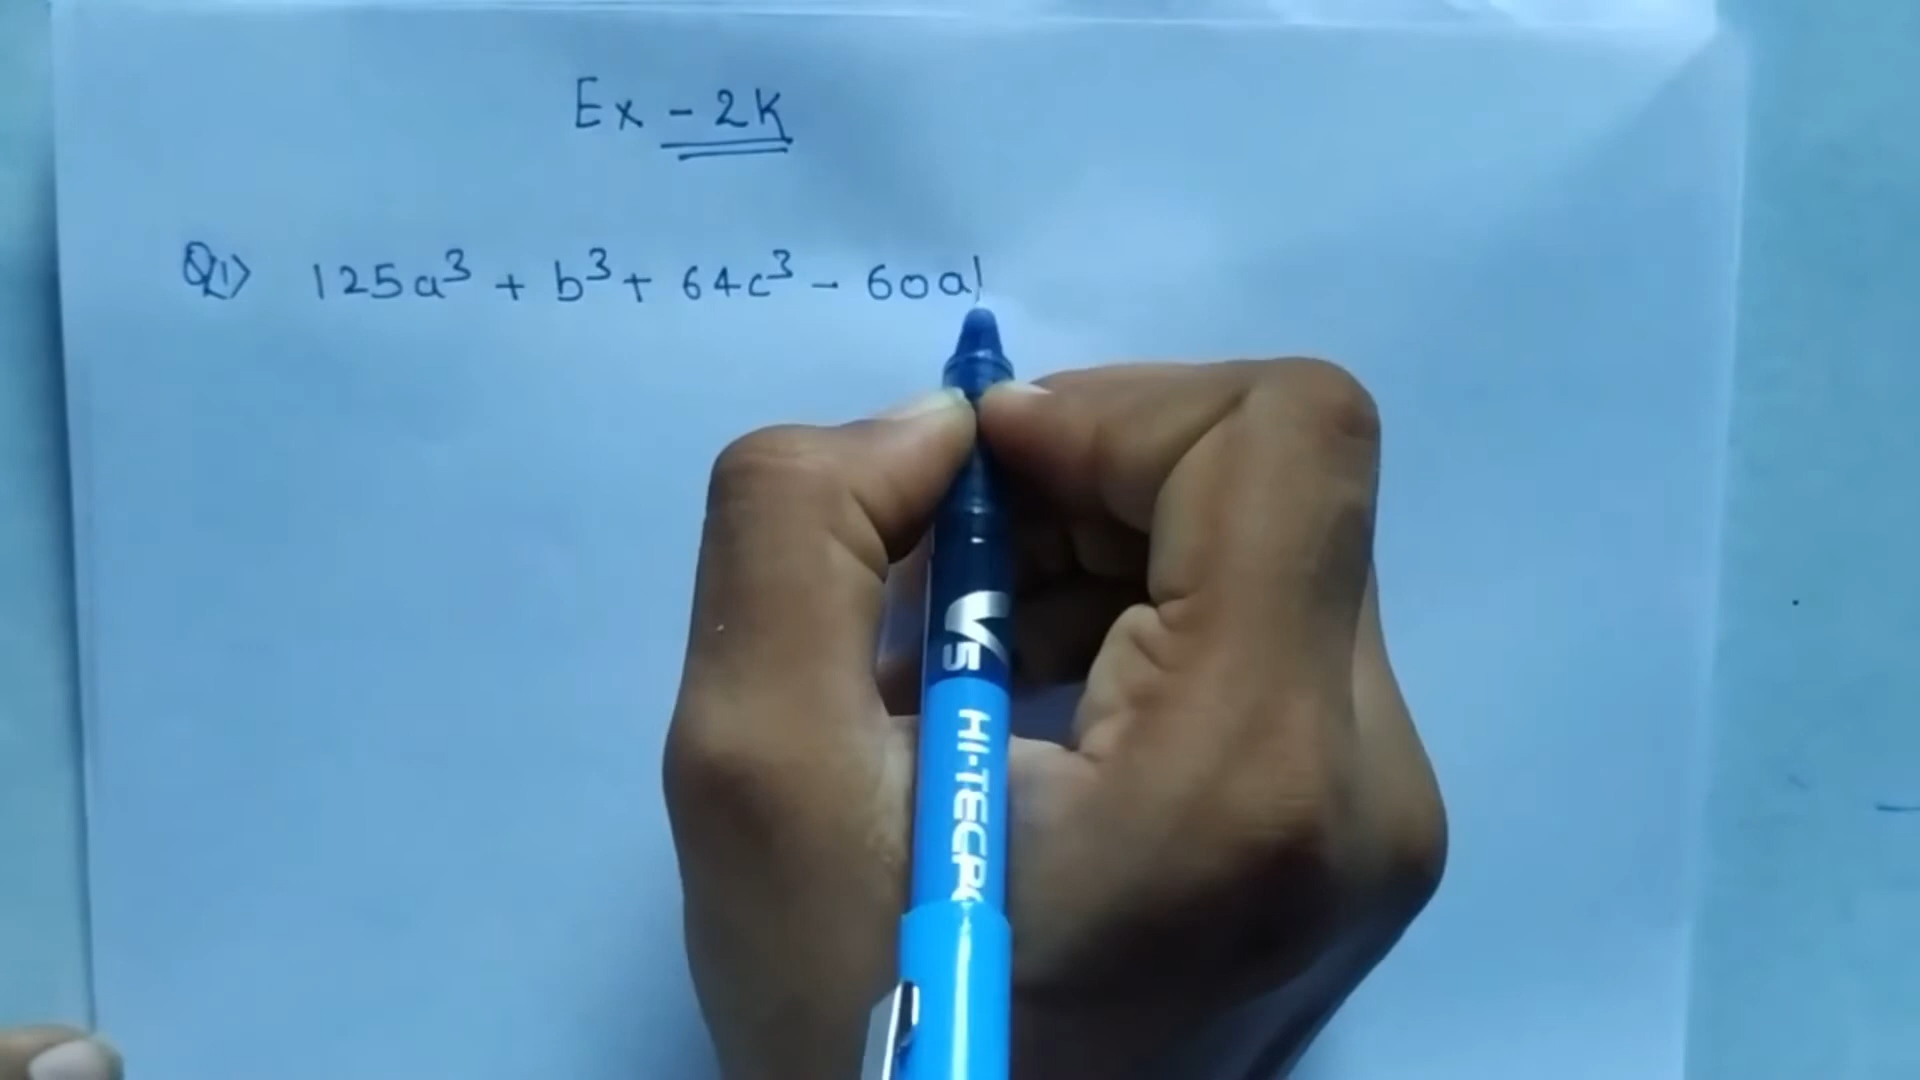 Ex - 2K
Q1) 125a³ + b³ + 64c³ - 60a
V5
HI-TECP